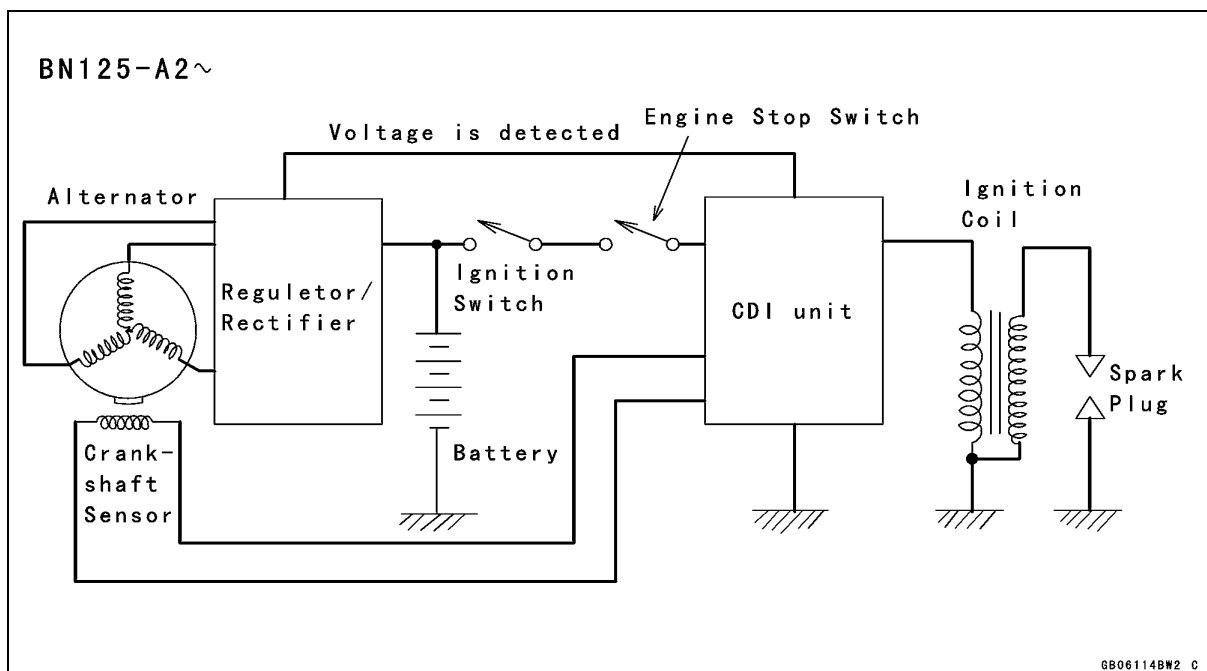 BN125-A2~
Engine Stop Switch
Voltage is detected
Alternator
Ignition
Coil
Reguletor/
Rectifier
Ignition
Switch
CDI unit
Spark
Plug
Battery
Crank-
shaft
Sensor
GB06114BW2 C